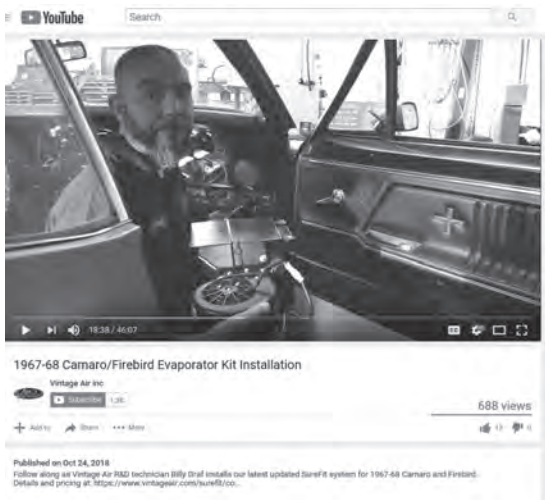 YouTube
Search
18:38 / 46:07
CC
1967-68 Camaro/Firebird Evaporator Kit Installation
Vintage Air Inc
Subscribe
688 views
Add to
Share
More
Published on Oct 24, 2016
Follow along as Vintage Air R&D technician Billy Graf installs our latest updated SureFit system for 1967-68 Camaro and Firebird.
Details and pricing at: https://www.vintageair.com/surefit/co...